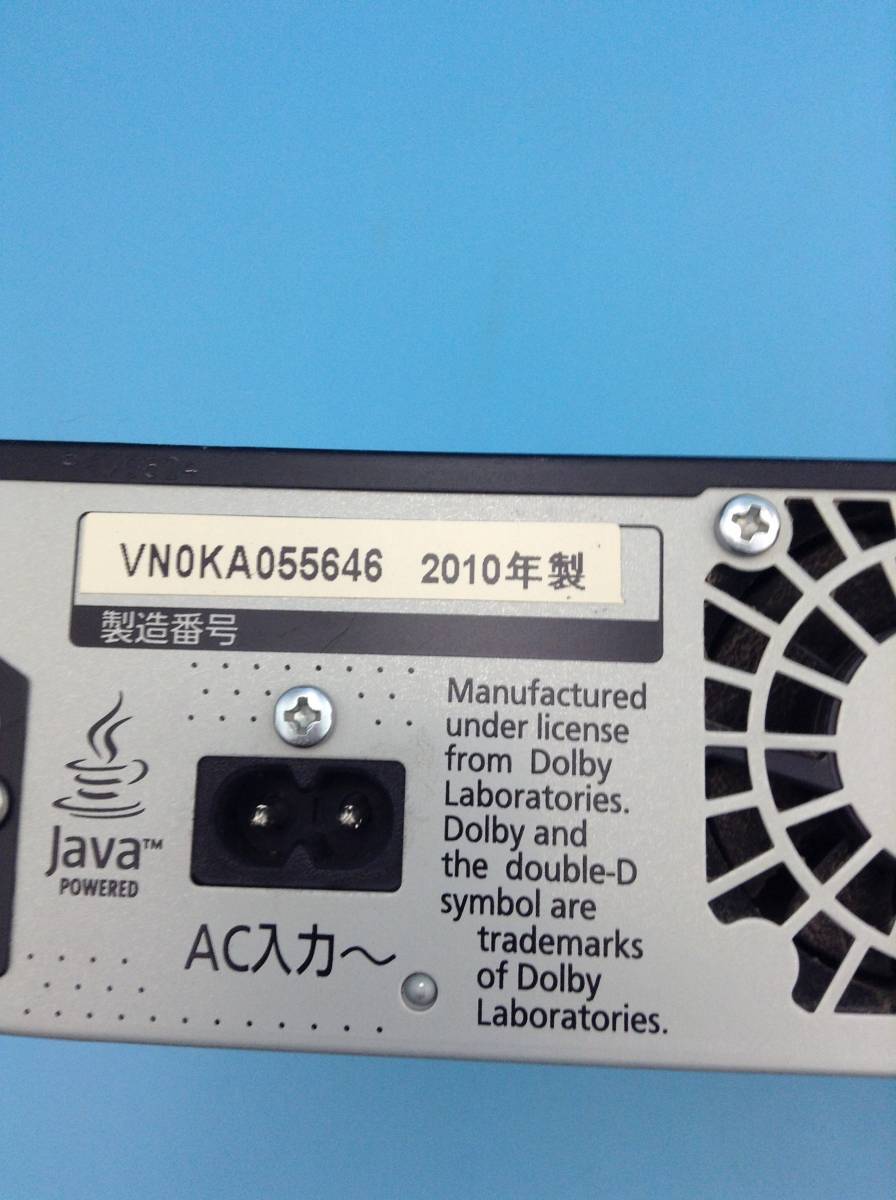 VN0KA055646 2010年製
製造番号
Java™
POWERED
AC入力～
Manufactured
under license
from Dolby
Laboratories.
Dolby and
the double-D
symbol are
trademarks
of Dolby
Laboratories.